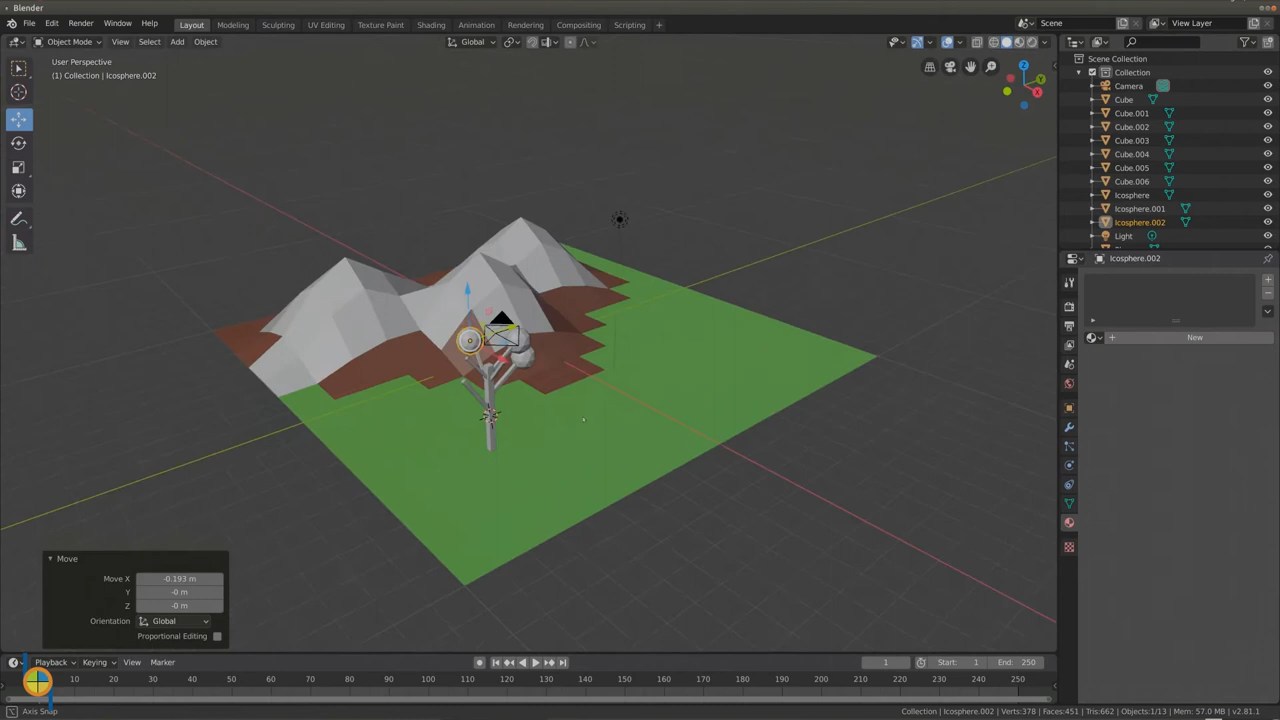 Blender
File Edit Render Window Help
Layout Modeling Sculpting UV Editing Texture Paint Shading Animation Rendering Compositing Scripting +
Scene
View Layer
Object Mode View Select Add Object
Global
User Perspective
(1) Collection | Icosphere.002
Z
Y
X
Scene Collection
Collection
Camera
Cube
Cube.001
Cube.002
Cube.003
Cube.004
Cube.005
Cube.006
Icosphere
Icosphere.001
Icosphere.002
Light
Icosphere.002
New
Move
Move X -0.193 m
Y -0 m
Z -0 m
Orientation Global
Proportional Editing
Playback Keying View Marker
1
Start: 1
End: 250
10 20 30 40 50 60 70 80 90 100 110 120 130 140 150 160 170 180 190 200 210 220 230 240 250
Axis Snap
Collection | Icosphere.002 | Verts:378 | Faces:451 | Tris:662 | Objects:1/13 | Mem: 57.0 MB | v2.81.1